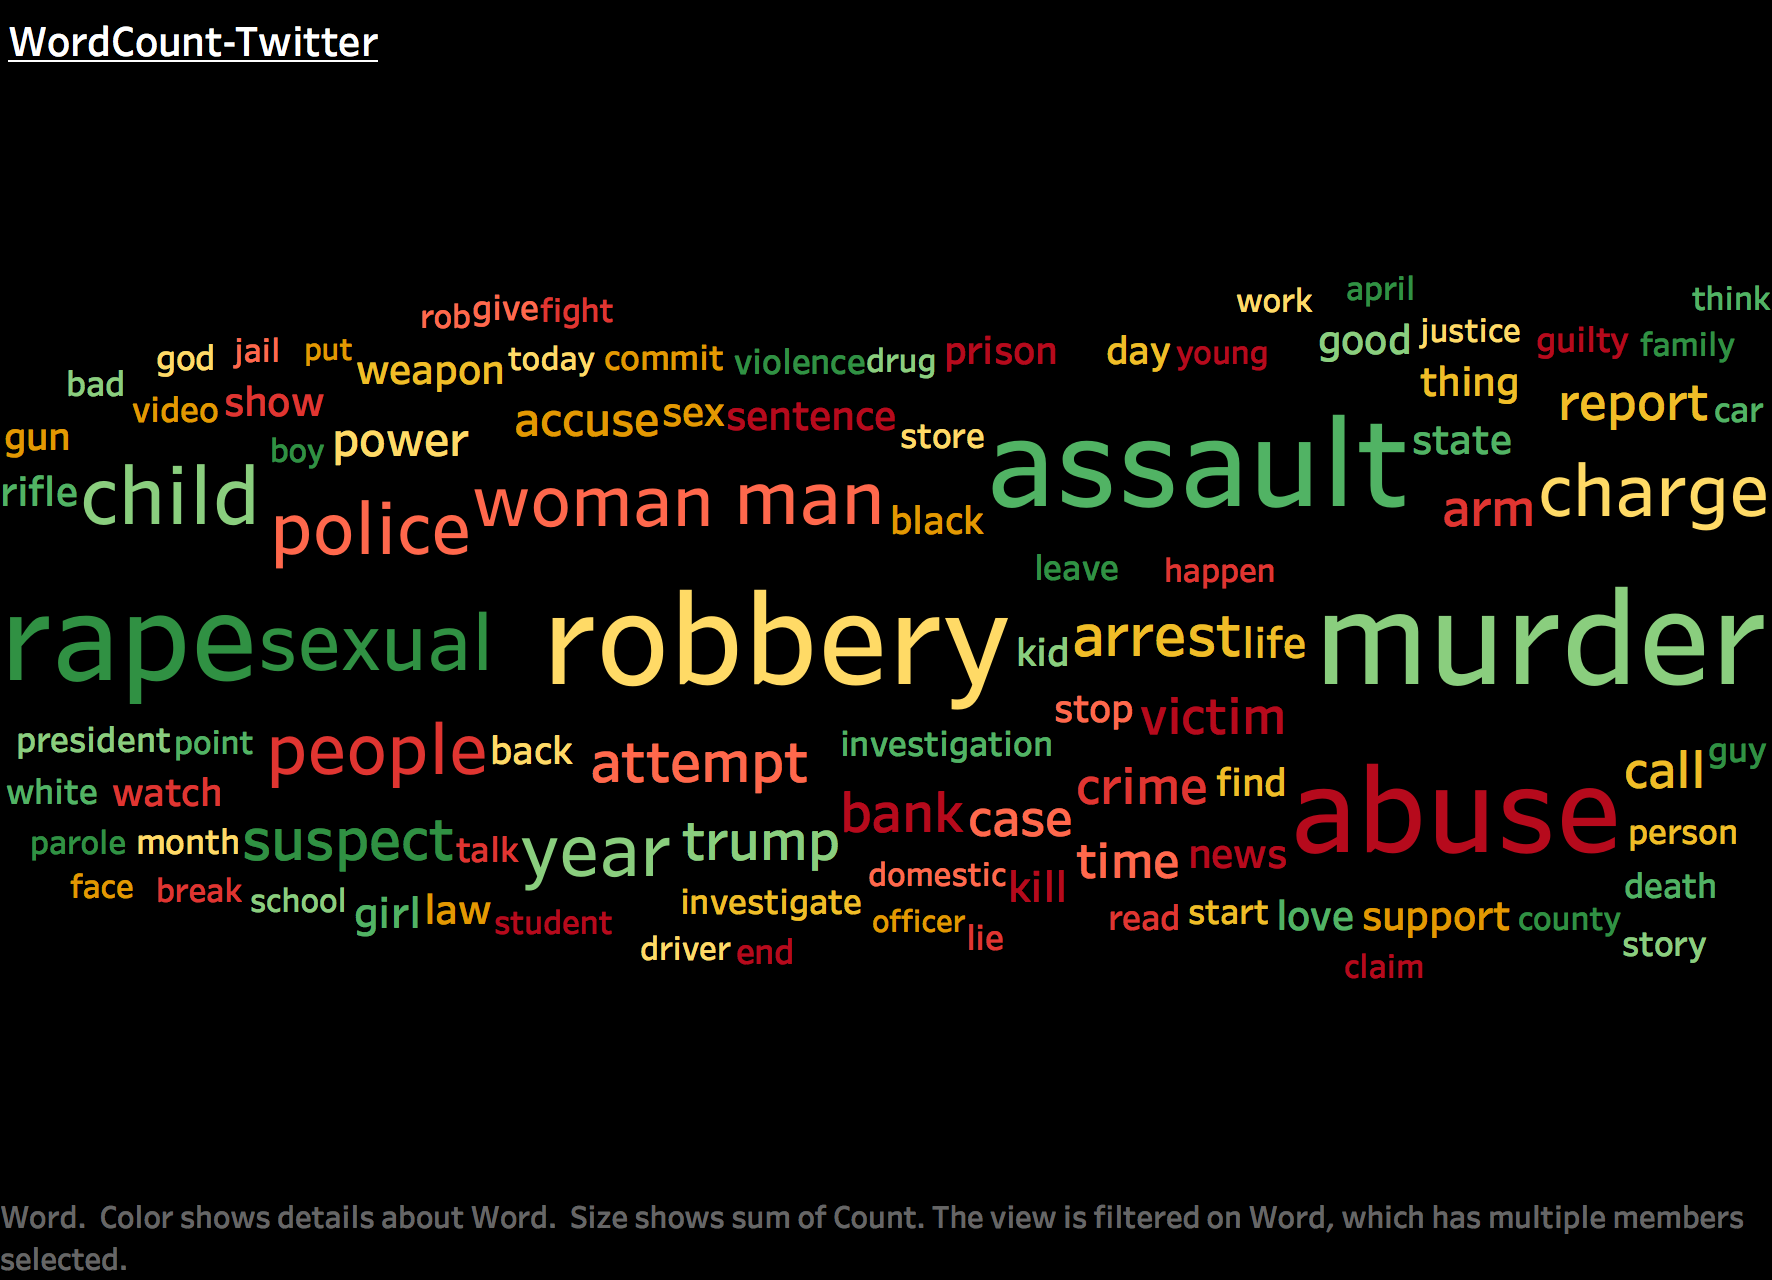 WordCount-Twitter
work april think
rob give fight
god jail put weapon today commit violence drug prison day young good justice guilty family
bad video show thing report car
gun boy power accuse sex sentence store assault state
rifle child police woman man black arm charge
leave happen
rape sexual robbery kid arrest life murder
stop victim
president point people back attempt investigation call guy
white watch crime find abuse
parole month suspect talk year trump bank case time news person
face break school girl law student investigate domestic kill death
officer read start love support county
driver end lie story
claim
Word.  Color shows details about Word.  Size shows sum of Count. The view is filtered on Word, which has multiple members
selected.